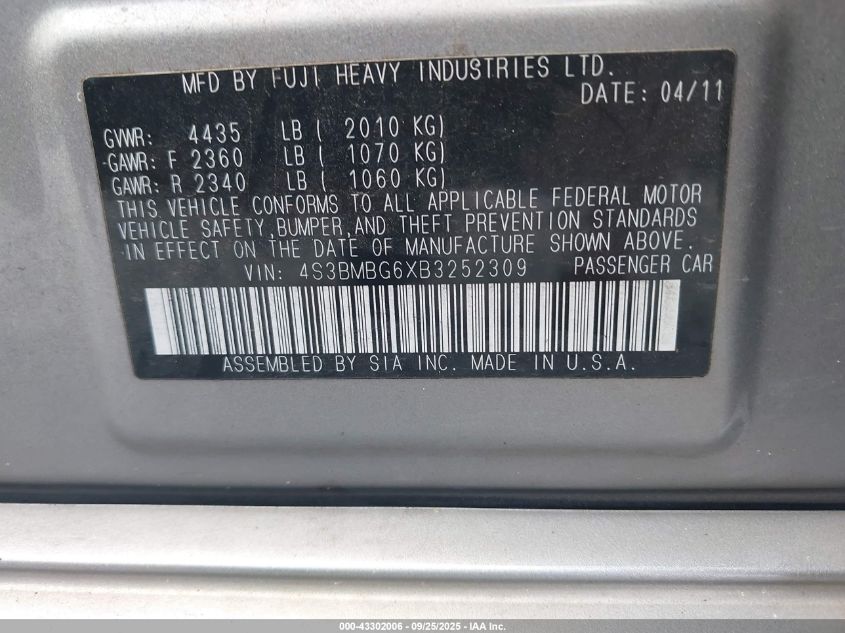 MFD BY FUJI HEAVY INDUSTRIES LTD.
DATE: 04/11
GVWR: 4435 LB ( 2010 KG)
GAWR: F 2360 LB ( 1070 KG)
GAWR: R 2340 LB ( 1060 KG)
THIS VEHICLE CONFORMS TO ALL APPLICABLE FEDERAL MOTOR
VEHICLE SAFETY,BUMPER,AND THEFT PREVENTION STANDARDS
IN EFFECT ON THE DATE OF MANUFACTURE SHOWN ABOVE.
VIN: 4S3BMBG6XB3252309 PASSENGER CAR
ASSEMBLED BY SIA INC. MADE IN U.S.A.
000-43302006 - 09/25/2025 - IAA Inc.